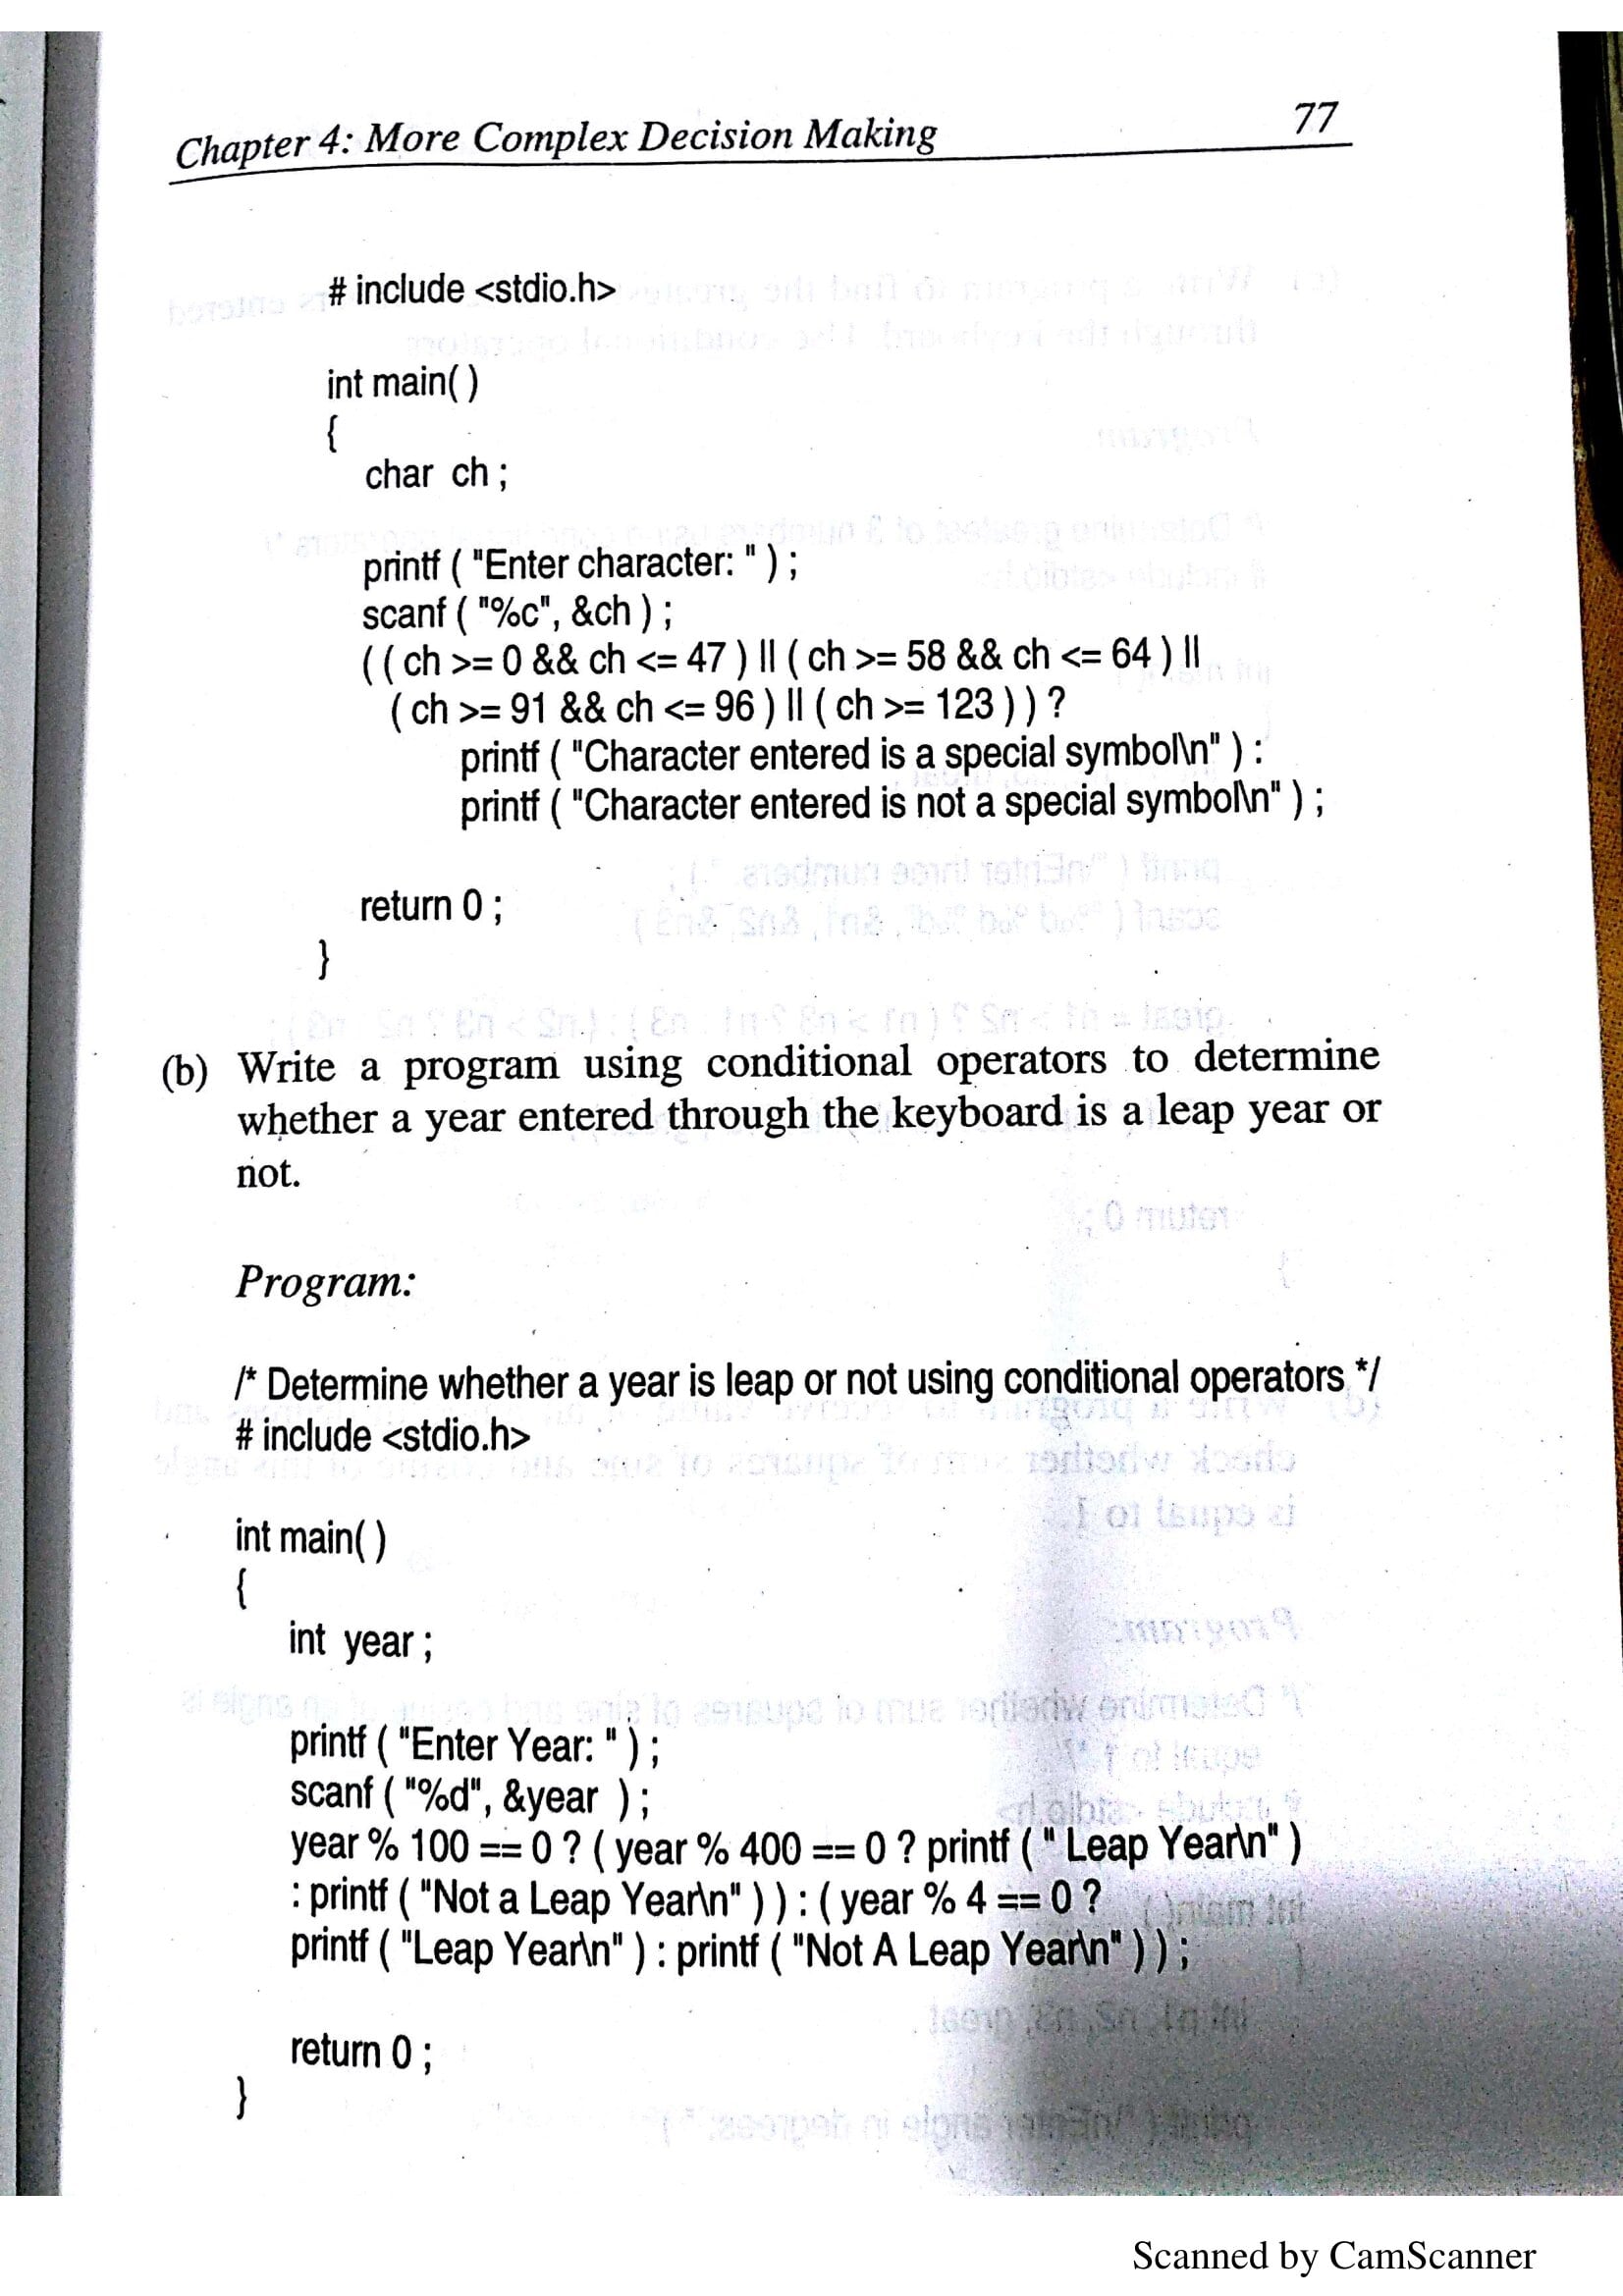 Chapter 4: More Complex Decision Making 77
# include <stdio.h>
int main( )
{
char ch ;
printf ( "Enter character: " ) ;
scanf ( "%c", &ch ) ;
( ( ch >= 0 && ch <= 47 ) || ( ch >= 58 && ch <= 64 ) ||
( ch >= 91 && ch <= 96 ) || ( ch >= 123 ) ) ?
printf ( "Character entered is a special symbol\n" ) :
printf ( "Character entered is not a special symbol\n" ) ;
return 0 ;
}
(b) Write a program using conditional operators to determine
whether a year entered through the keyboard is a leap year or
not.
Program:
/* Determine whether a year is leap or not using conditional operators */
# include <stdio.h>
int main( )
{
int year ;
printf ( "Enter Year: " ) ;
scanf ( "%d", &year ) ;
year % 100 == 0 ? ( year % 400 == 0 ? printf ( " Leap Year\n" )
: printf ( "Not a Leap Year\n" ) ) : ( year % 4 == 0 ?
printf ( "Leap Year\n" ) : printf ( "Not A Leap Year\n" ) ) ;
return 0 ;
}
Scanned by CamScanner